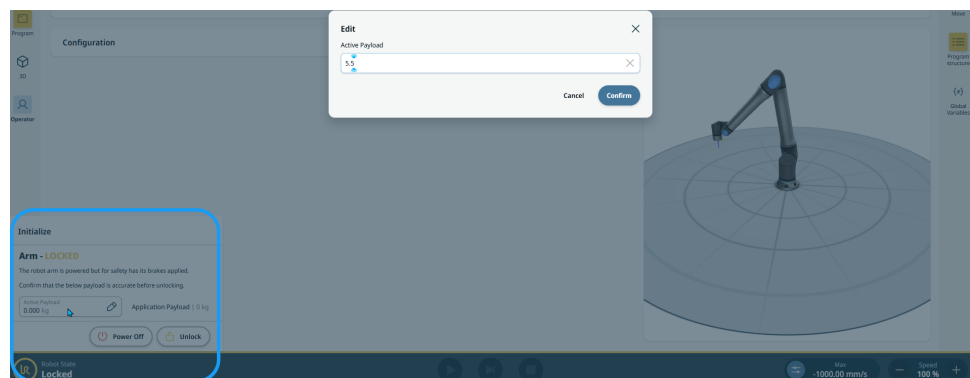 Program
3D
Operator
Configuration
Edit
Active Payload
5.5
Cancel
Confirm
Move
Program
structure
{x}
Global
Variables
Initialize
Arm - LOCKED
The robot arm is powered but for safety has its brakes applied.
Confirm that the below payload is accurate before unlocking.
Active Payload
0.000 kg
Application Payload | 0 kg
Power Off
Unlock
UR
Robot State
Locked
Max
-1000.00 mm/s
Speed
100 %